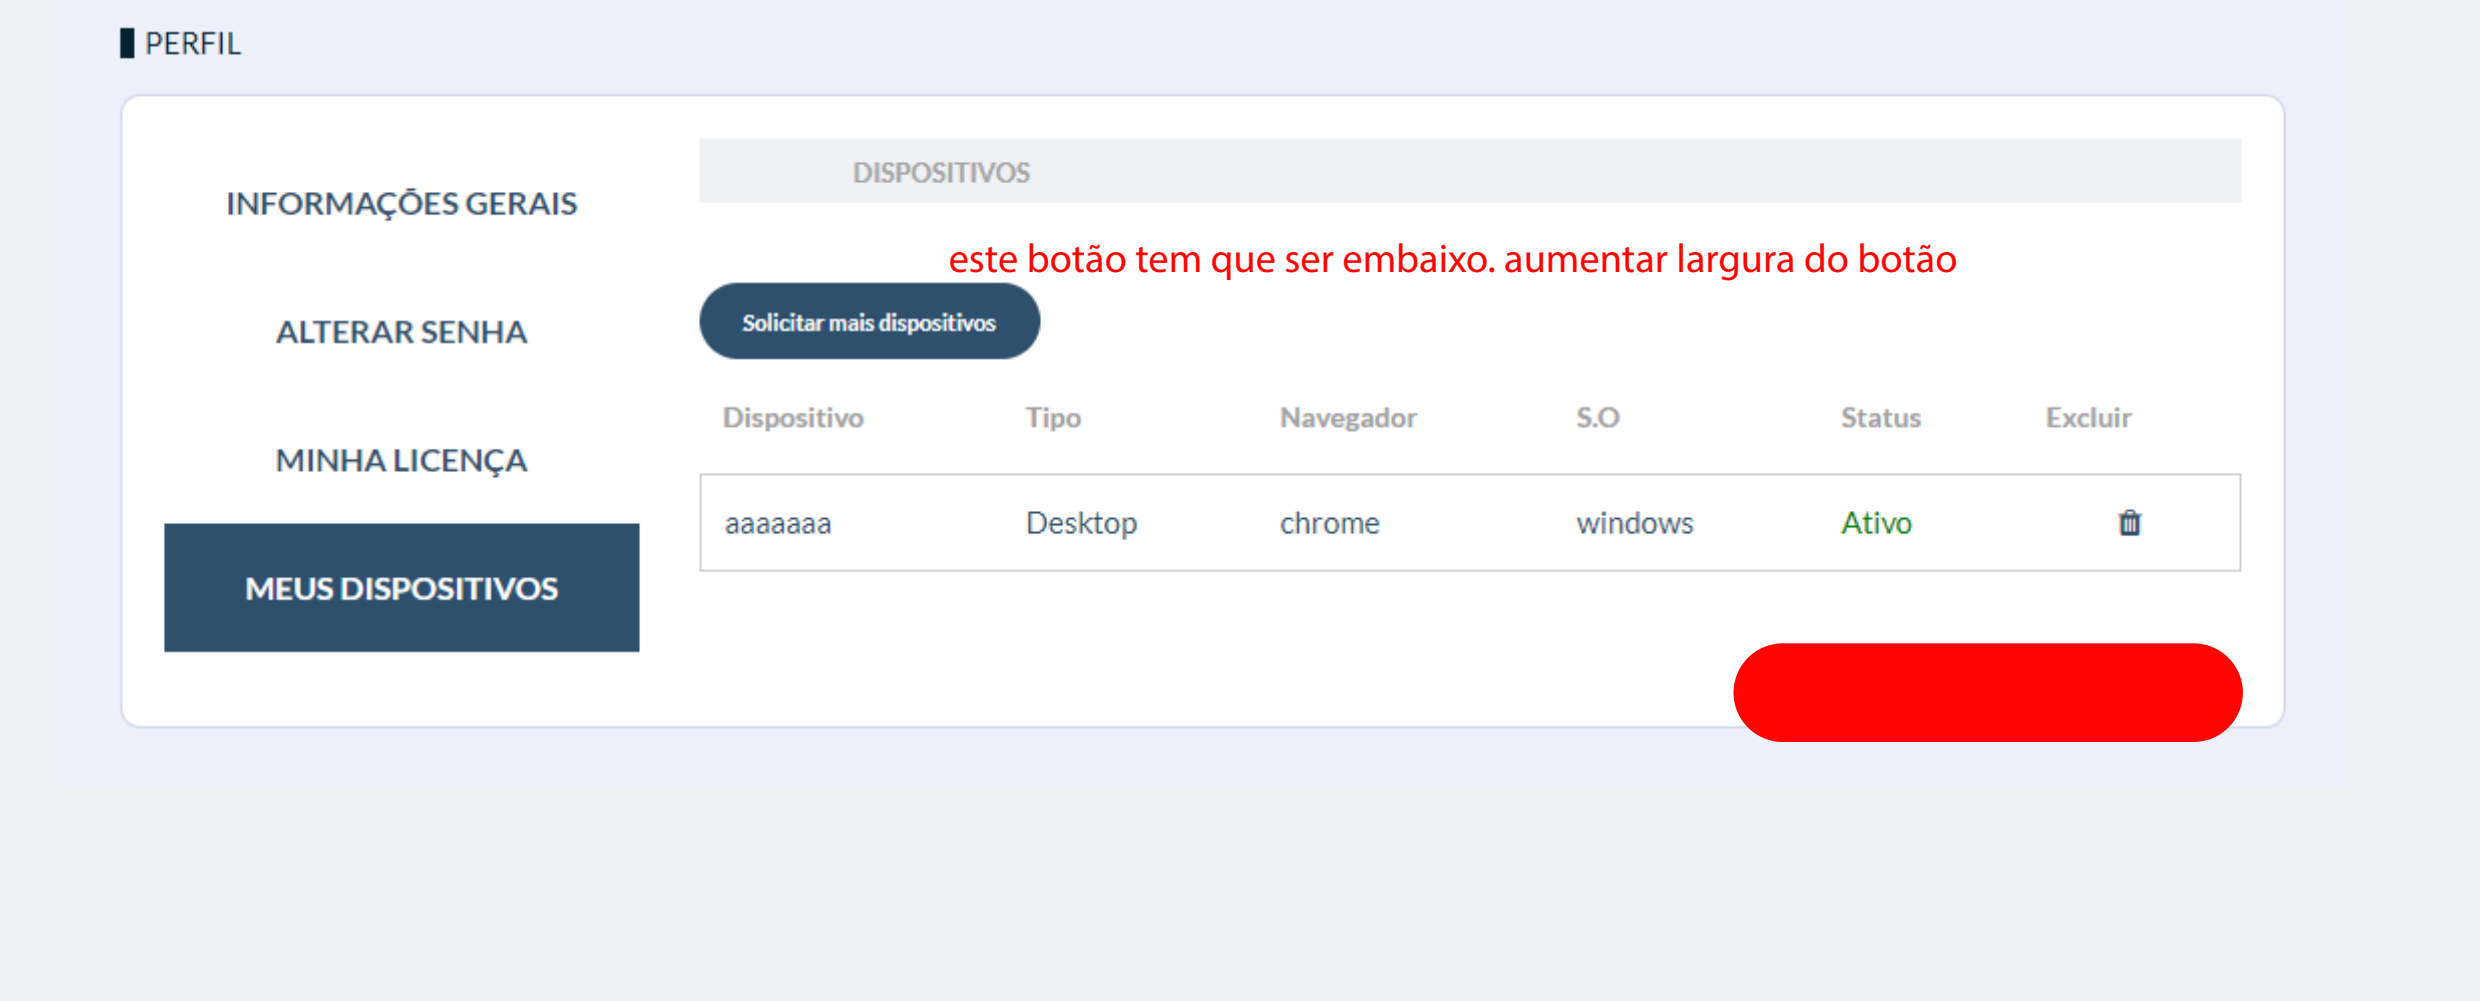 PERFIL
INFORMAÇÕES GERAIS
ALTERAR SENHA
MINHA LICENÇA
MEUS DISPOSITIVOS
DISPOSITIVOS
este botão tem que ser embaixo. aumentar largura do botão
Solicitar mais dispositivos
Dispositivo Tipo Navegador S.O Status Excluir
aaaaaaa Desktop chrome windows Ativo